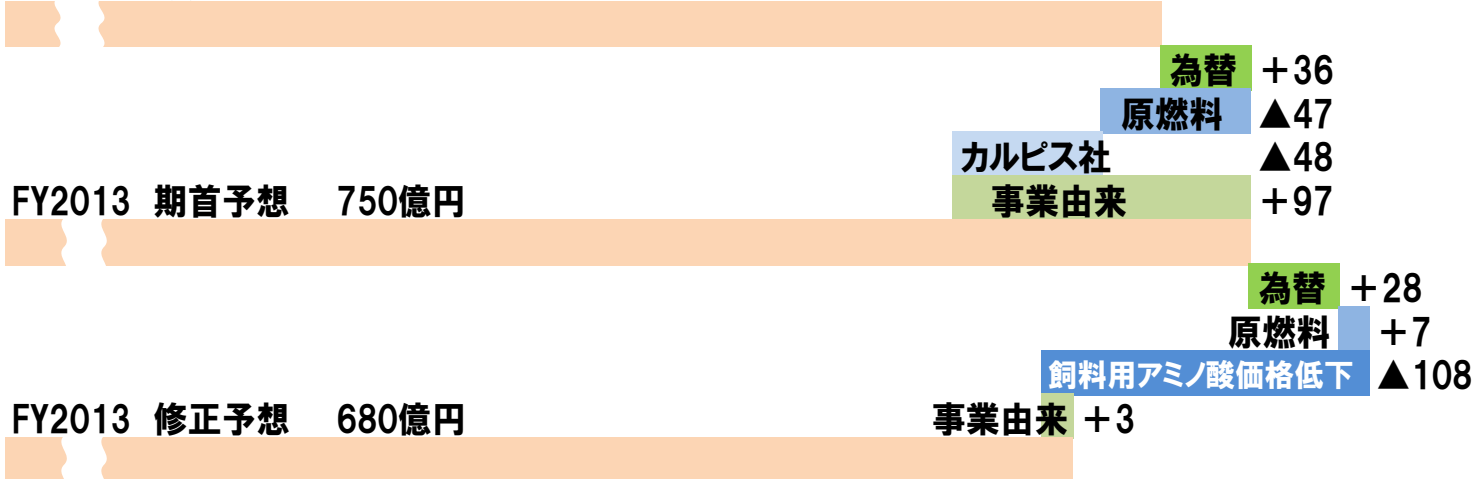 為替 +36
原燃料 ▲47
カルピス社 ▲48
FY2013 期首予想 750億円 事業由来 +97
為替 +28
原燃料 +7
飼料用アミノ酸価格低下 ▲108
FY2013 修正予想 680億円 事業由来 +3